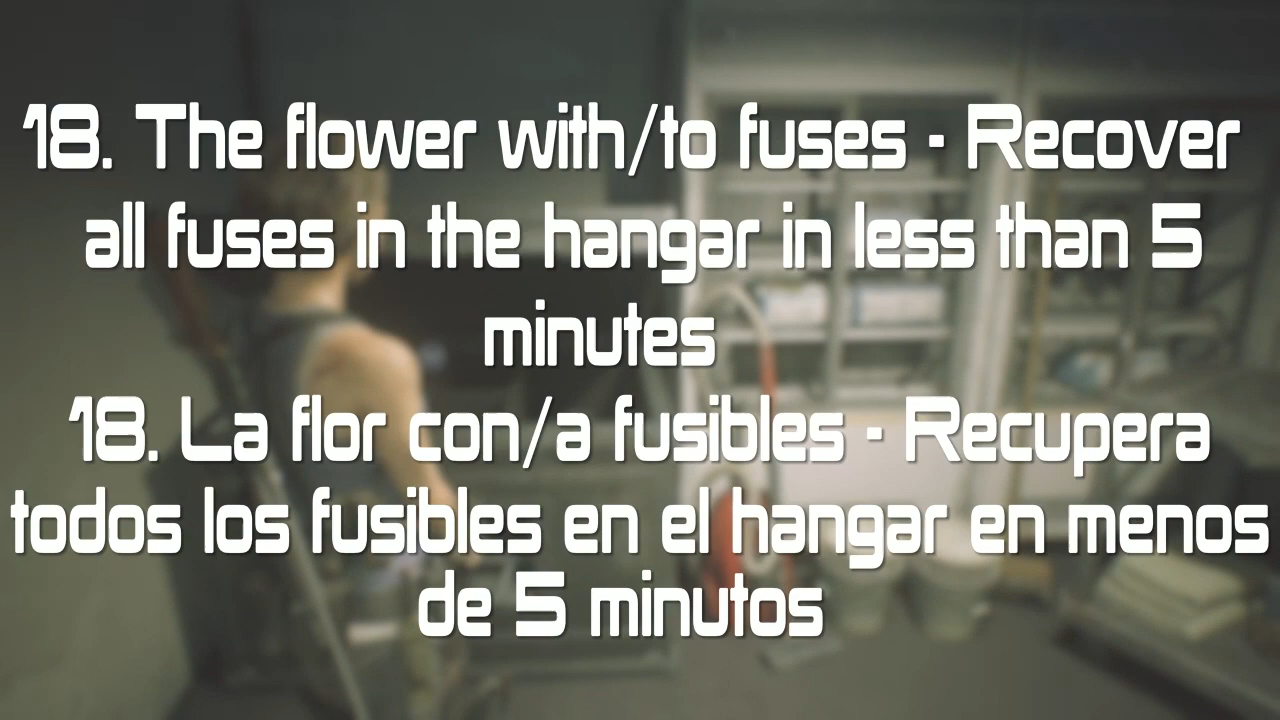 18. The flower with/to fuses - Recover
all fuses in the hangar in less than 5
minutes
18. La flor con/a fusibles - Recupera
todos los fusibles en el hangar en menos
de 5 minutos